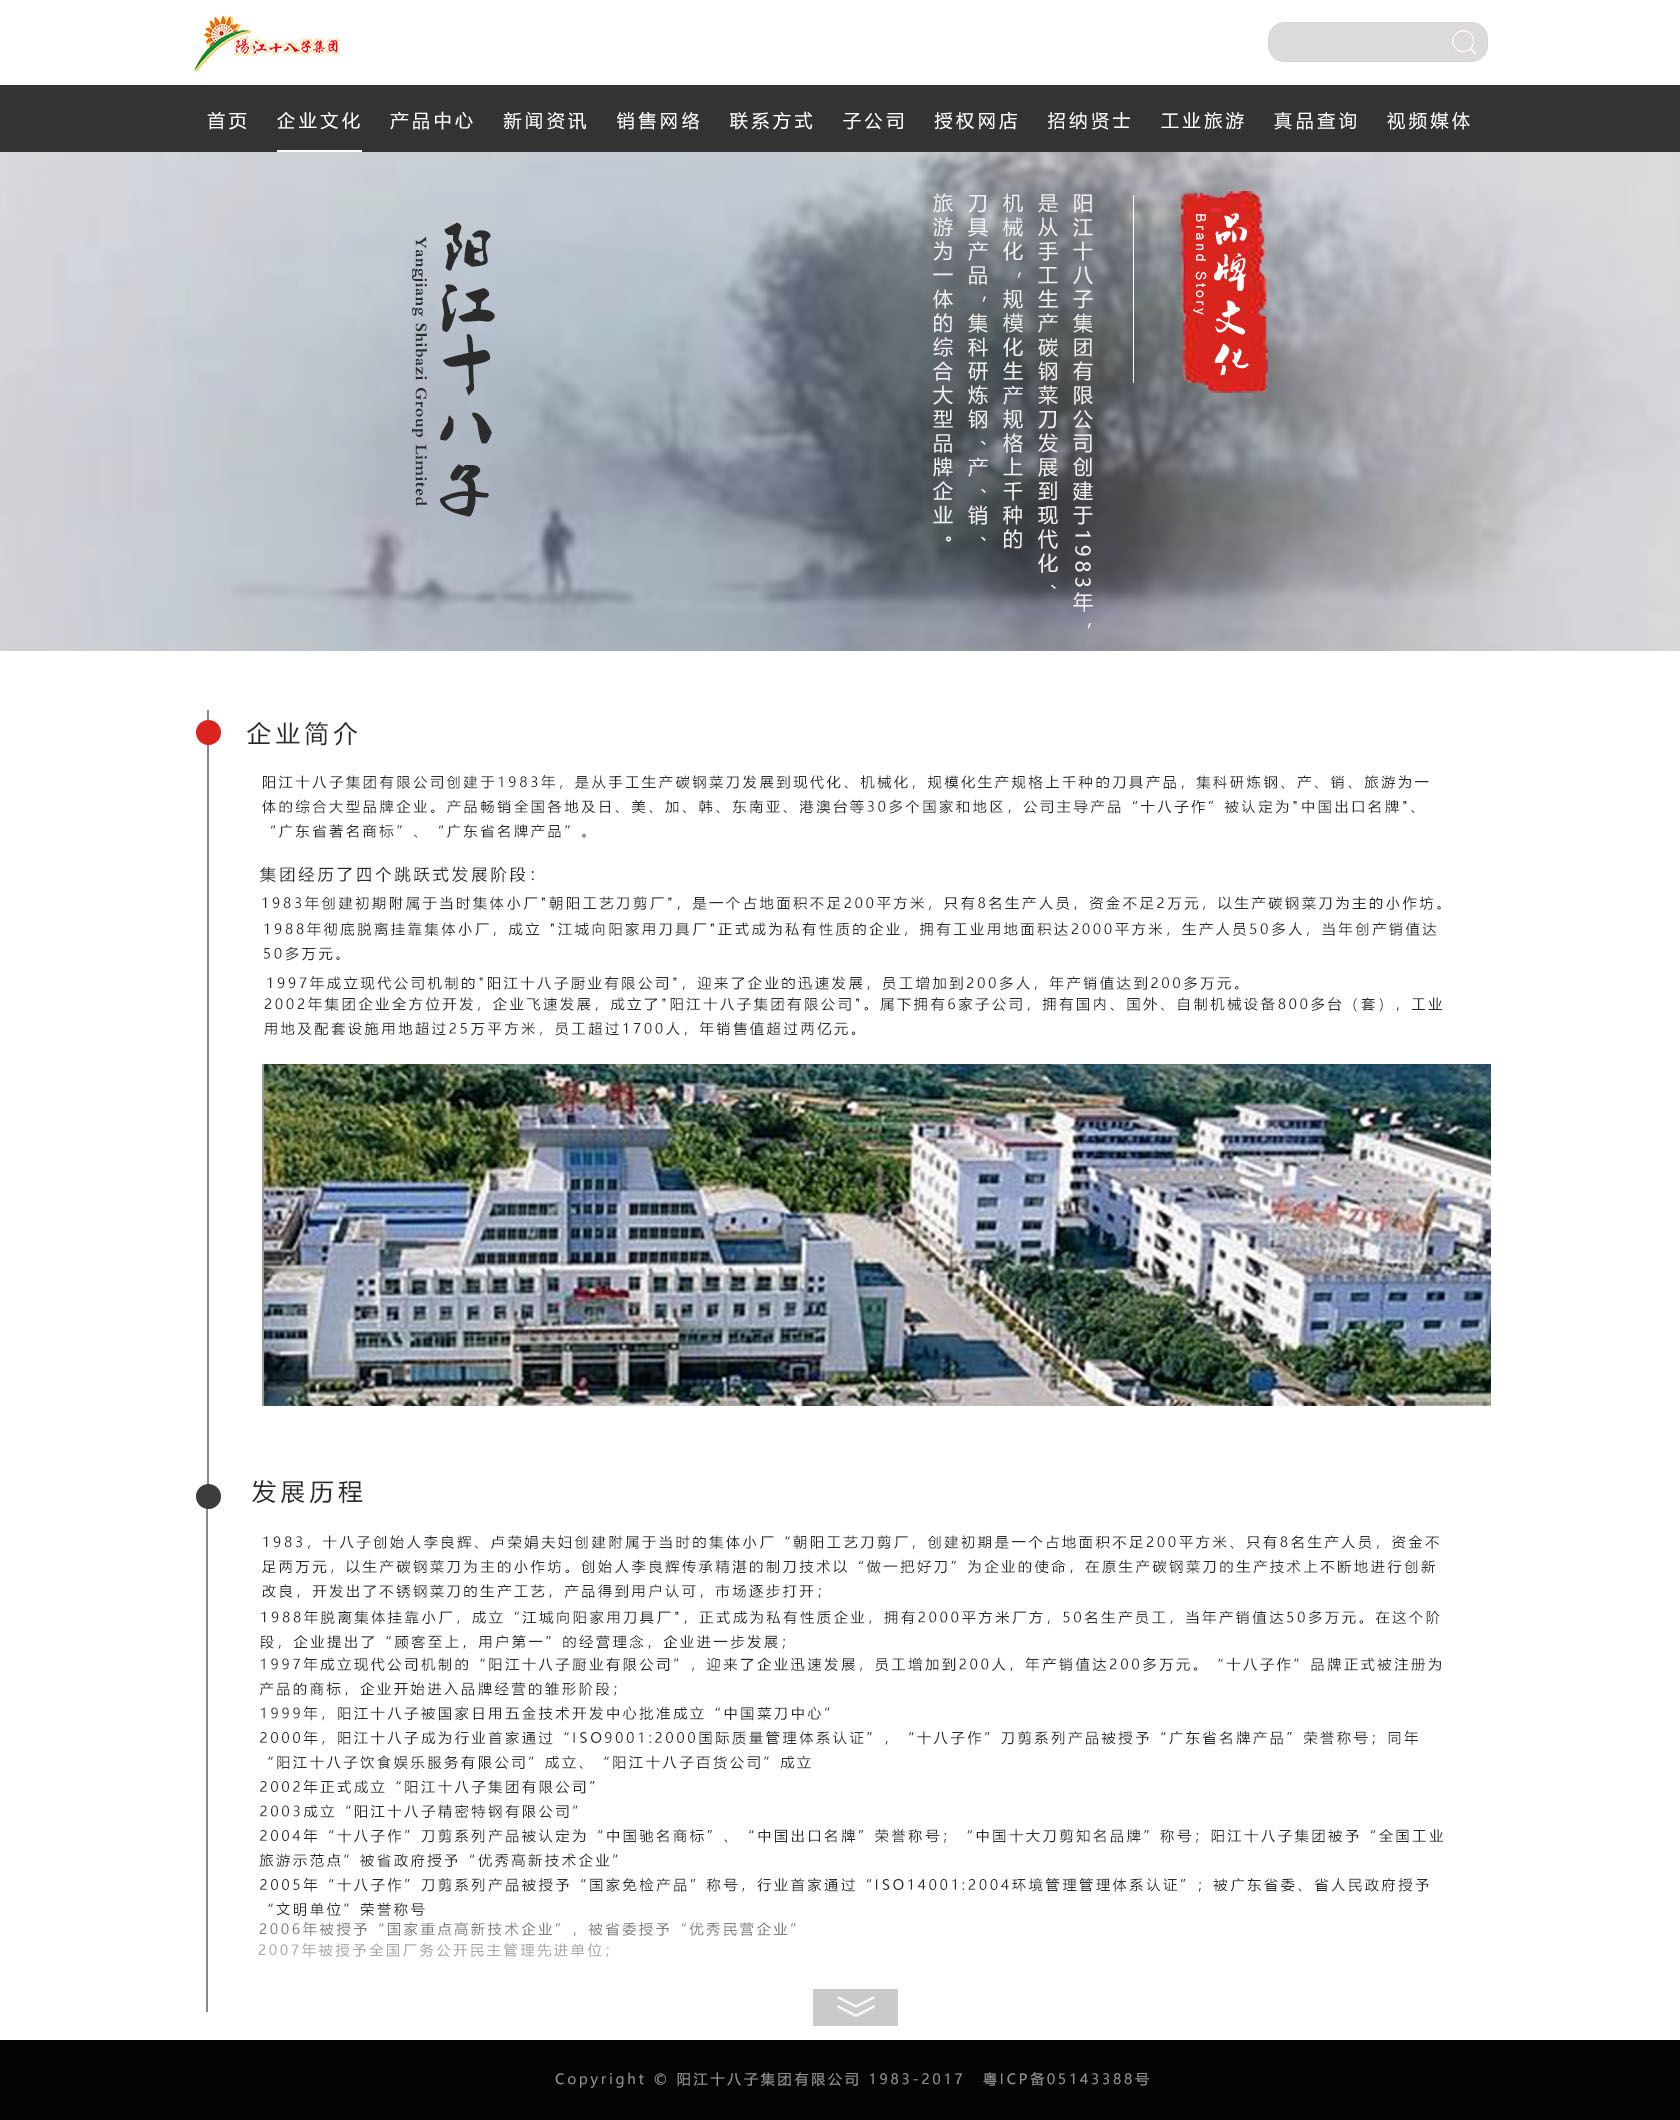 陽江十八子集团
首页 企业文化 产品中心 新闻资讯 销售网络 联系方式 子公司 授权网店 招纳贤士 工业旅游 真品查询 视频媒体
品牌文化
Brand Story
阳江十八子集团有限公司创建于1983年，
是从手工生产碳钢菜刀发展到现代化、
机械化，规模化生产规格上千种的
刀具产品，集科研炼钢、产、销、
旅游为一体的综合大型品牌企业。
阳江十八子
Yangjiang Shibazi Group Limited
企业简介
阳江十八子集团有限公司创建于1983年，是从手工生产碳钢菜刀发展到现代化、机械化，规模化生产规格上千种的刀具产品，集科研炼钢、产、销、旅游为一
体的综合大型品牌企业。产品畅销全国各地及日、美、加、韩、东南亚、港澳台等30多个国家和地区，公司主导产品“十八子作”被认定为"中国出口名牌"、
“广东省著名商标”、“广东省名牌产品”。
集团经历了四个跳跃式发展阶段：
1983年创建初期附属于当时集体小厂"朝阳工艺刀剪厂"，是一个占地面积不足200平方米，只有8名生产人员，资金不足2万元，以生产碳钢菜刀为主的小作坊。
1988年彻底脱离挂靠集体小厂，成立 "江城向阳家用刀具厂"正式成为私有性质的企业，拥有工业用地面积达2000平方米，生产人员50多人，当年创产销值达
50多万元。
1997年成立现代公司机制的"阳江十八子厨业有限公司"，迎来了企业的迅速发展，员工增加到200多人，年产销值达到200多万元。
2002年集团企业全方位开发，企业飞速发展，成立了"阳江十八子集团有限公司"。属下拥有6家子公司，拥有国内、国外、自制机械设备800多台（套），工业
用地及配套设施用地超过25万平方米，员工超过1700人，年销售值超过两亿元。
发展历程
1983，十八子创始人李良辉、卢荣娟夫妇创建附属于当时的集体小厂“朝阳工艺刀剪厂，创建初期是一个占地面积不足200平方米、只有8名生产人员，资金不
足两万元，以生产碳钢菜刀为主的小作坊。创始人李良辉传承精湛的制刀技术以“做一把好刀”为企业的使命，在原生产碳钢菜刀的生产技术上不断地进行创新
改良，开发出了不锈钢菜刀的生产工艺，产品得到用户认可，市场逐步打开；
1988年脱离集体挂靠小厂，成立“江城向阳家用刀具厂"，正式成为私有性质企业，拥有2000平方米厂方，50名生产员工，当年产销值达50多万元。在这个阶
段，企业提出了“顾客至上，用户第一”的经营理念，企业进一步发展；
1997年成立现代公司机制的“阳江十八子厨业有限公司”，迎来了企业迅速发展，员工增加到200人，年产销值达200多万元。“十八子作”品牌正式被注册为
产品的商标，企业开始进入品牌经营的雏形阶段；
1999年，阳江十八子被国家日用五金技术开发中心批准成立“中国菜刀中心”
2000年，阳江十八子成为行业首家通过“ISO9001:2000国际质量管理体系认证”，“十八子作”刀剪系列产品被授予“广东省名牌产品”荣誉称号；同年
“阳江十八子饮食娱乐服务有限公司”成立、“阳江十八子百货公司”成立
2002年正式成立“阳江十八子集团有限公司”
2003成立“阳江十八子精密特钢有限公司”
2004年“十八子作”刀剪系列产品被认定为“中国驰名商标”、“中国出口名牌”荣誉称号；“中国十大刀剪知名品牌”称号；阳江十八子集团被予“全国工业
旅游示范点”被省政府授予“优秀高新技术企业”
2005年“十八子作”刀剪系列产品被授予“国家免检产品”称号，行业首家通过“ISO14001:2004环境管理管理体系认证”；被广东省委、省人民政府授予
“文明单位”荣誉称号
2006年被授予“国家重点高新技术企业”，被省委授予“优秀民营企业”
2007年被授予全国厂务公开民主管理先进单位；
Copyright © 阳江十八子集团有限公司 1983-2017 粤ICP备05143388号